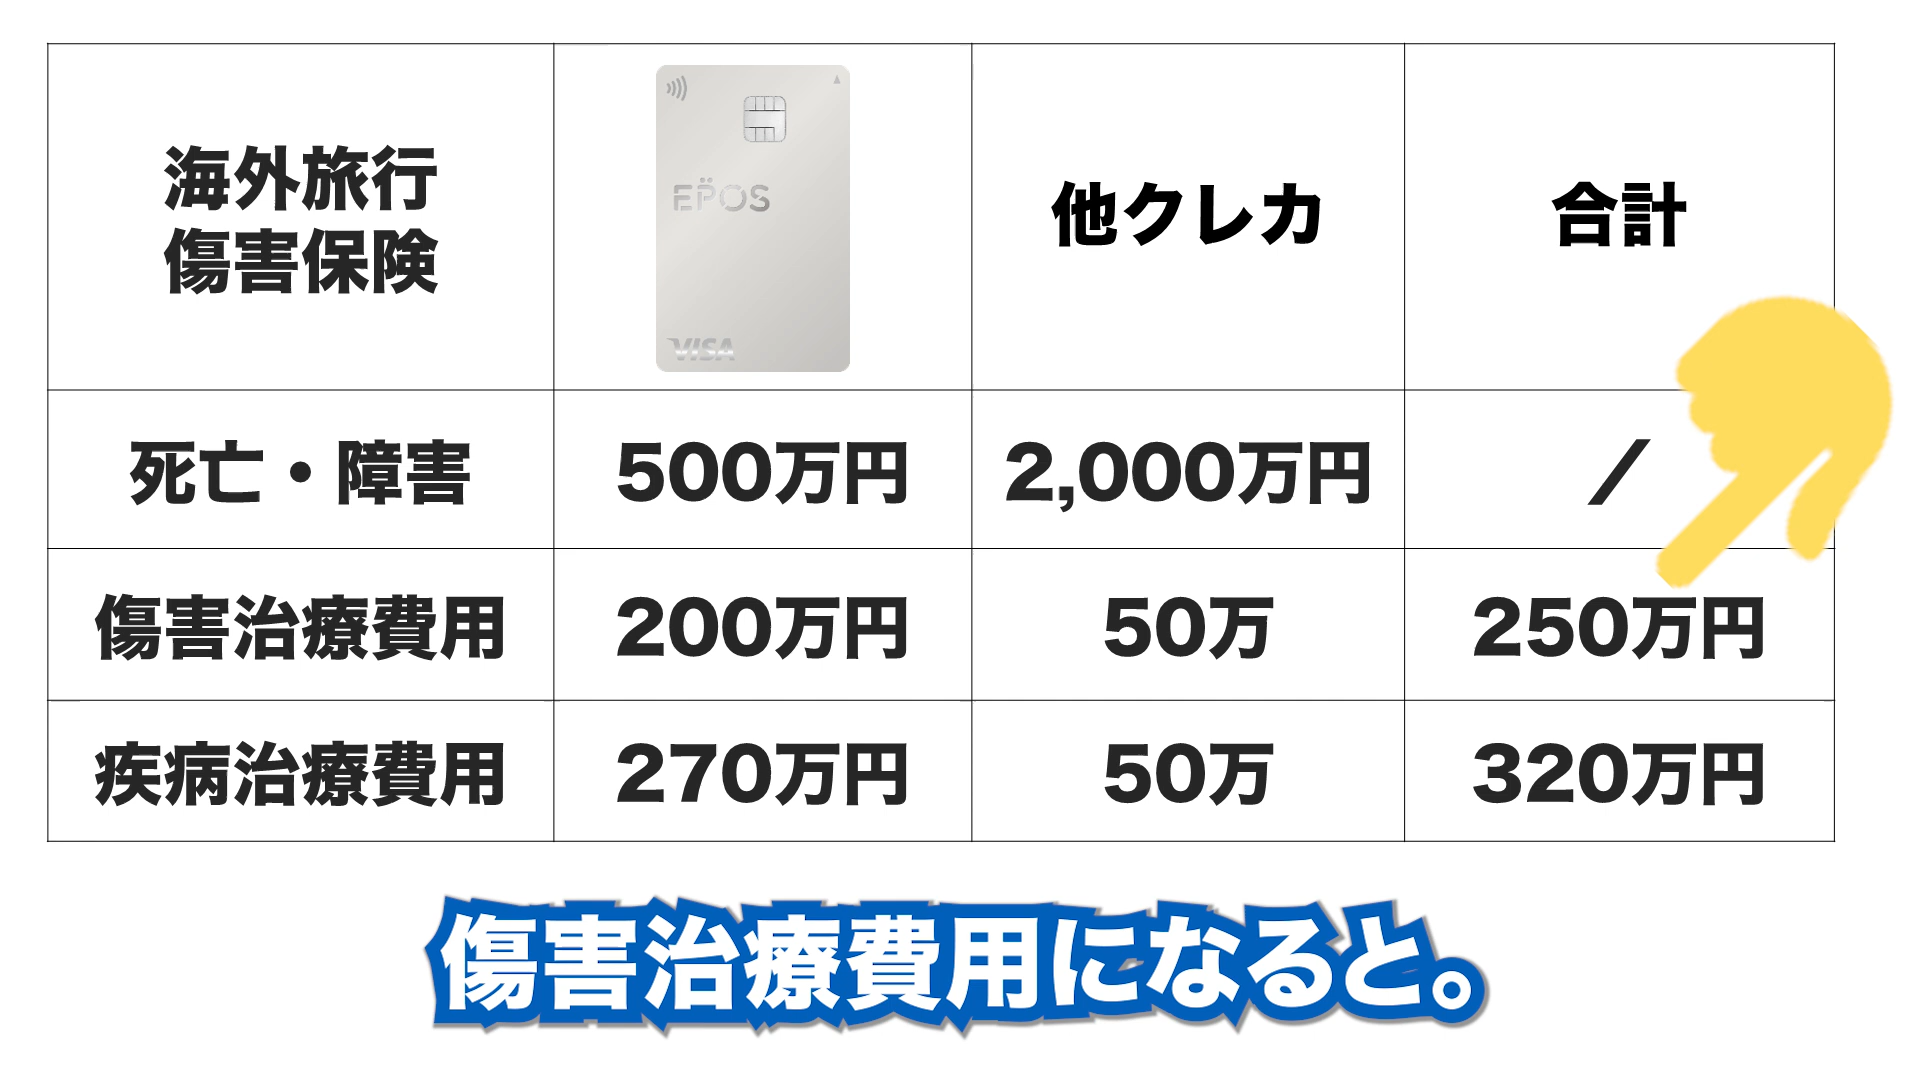 海外旅行
傷害保険
EPOS
VISA
他クレカ
合計
死亡・障害
500万円
2,000万円
／
傷害治療費用
200万円
50万
250万円
疾病治療費用
270万円
50万
320万円
傷害治療費用になると。